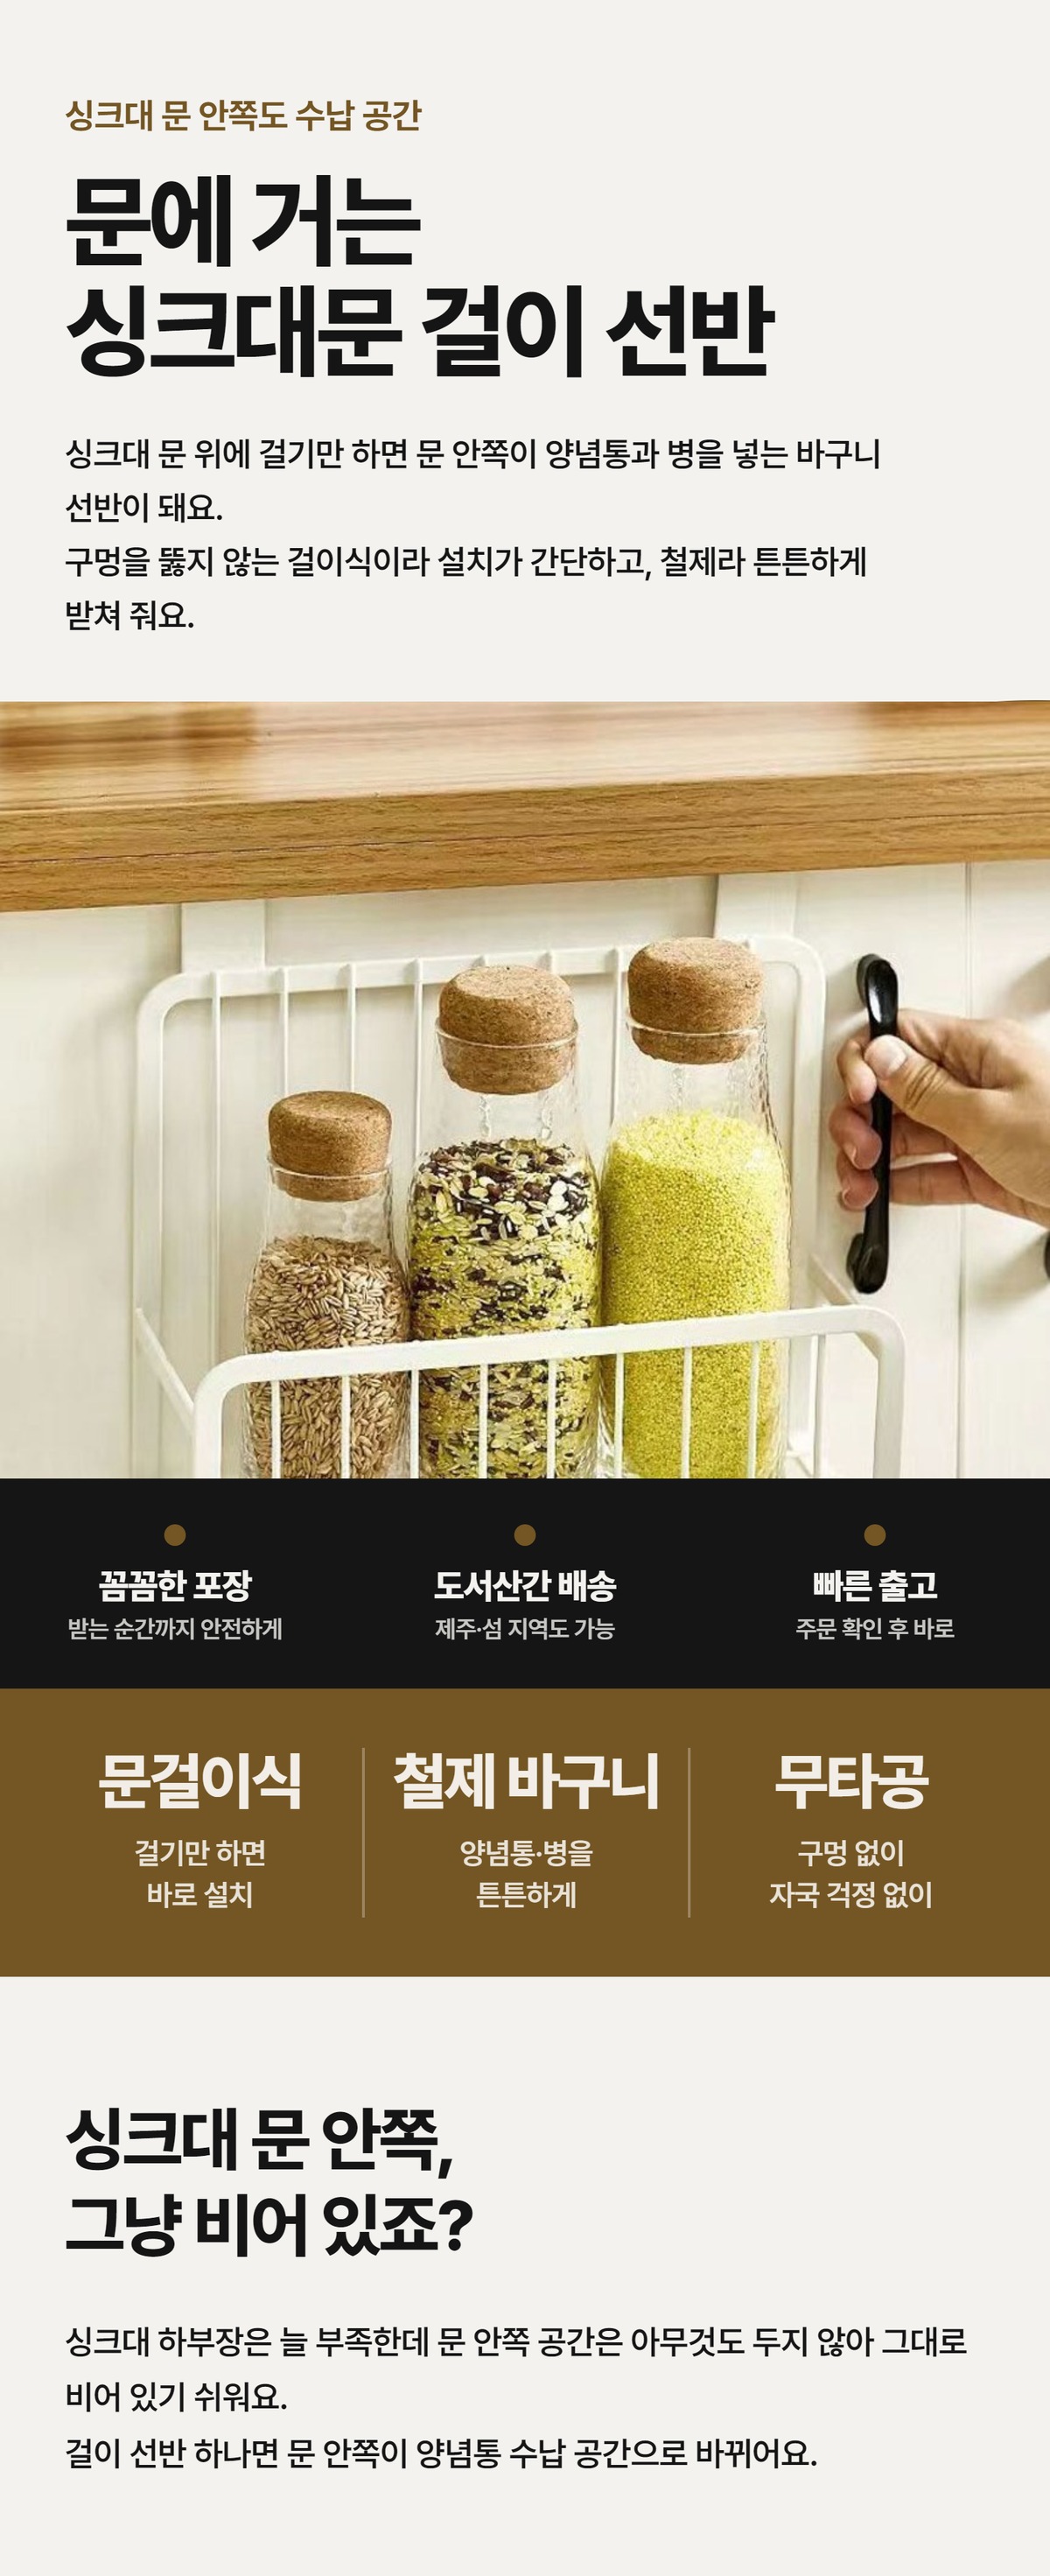 싱크대 문 안쪽도 수납 공간
문에 거는
싱크대문 걸이 선반
싱크대 문 위에 걸기만 하면 문 안쪽이 양념통과 병을 넣는 바구니
선반이 돼요.
구멍을 뚫지 않는 걸이식이라 설치가 간단하고, 철제라 튼튼하게
받쳐 줘요.
꼼꼼한 포장
받는 순간까지 안전하게
도서산간 배송
제주·섬 지역도 가능
빠른 출고
주문 확인 후 바로
문걸이식
걸기만 하면
바로 설치
철제 바구니
양념통·병을
튼튼하게
무타공
구멍 없이
자국 걱정 없이
싱크대 문 안쪽,
그냥 비어 있죠?
싱크대 하부장은 늘 부족한데 문 안쪽 공간은 아무것도 두지 않아 그대로
비어 있기 쉬워요.
걸이 선반 하나면 문 안쪽이 양념통 수납 공간으로 바뀌어요.